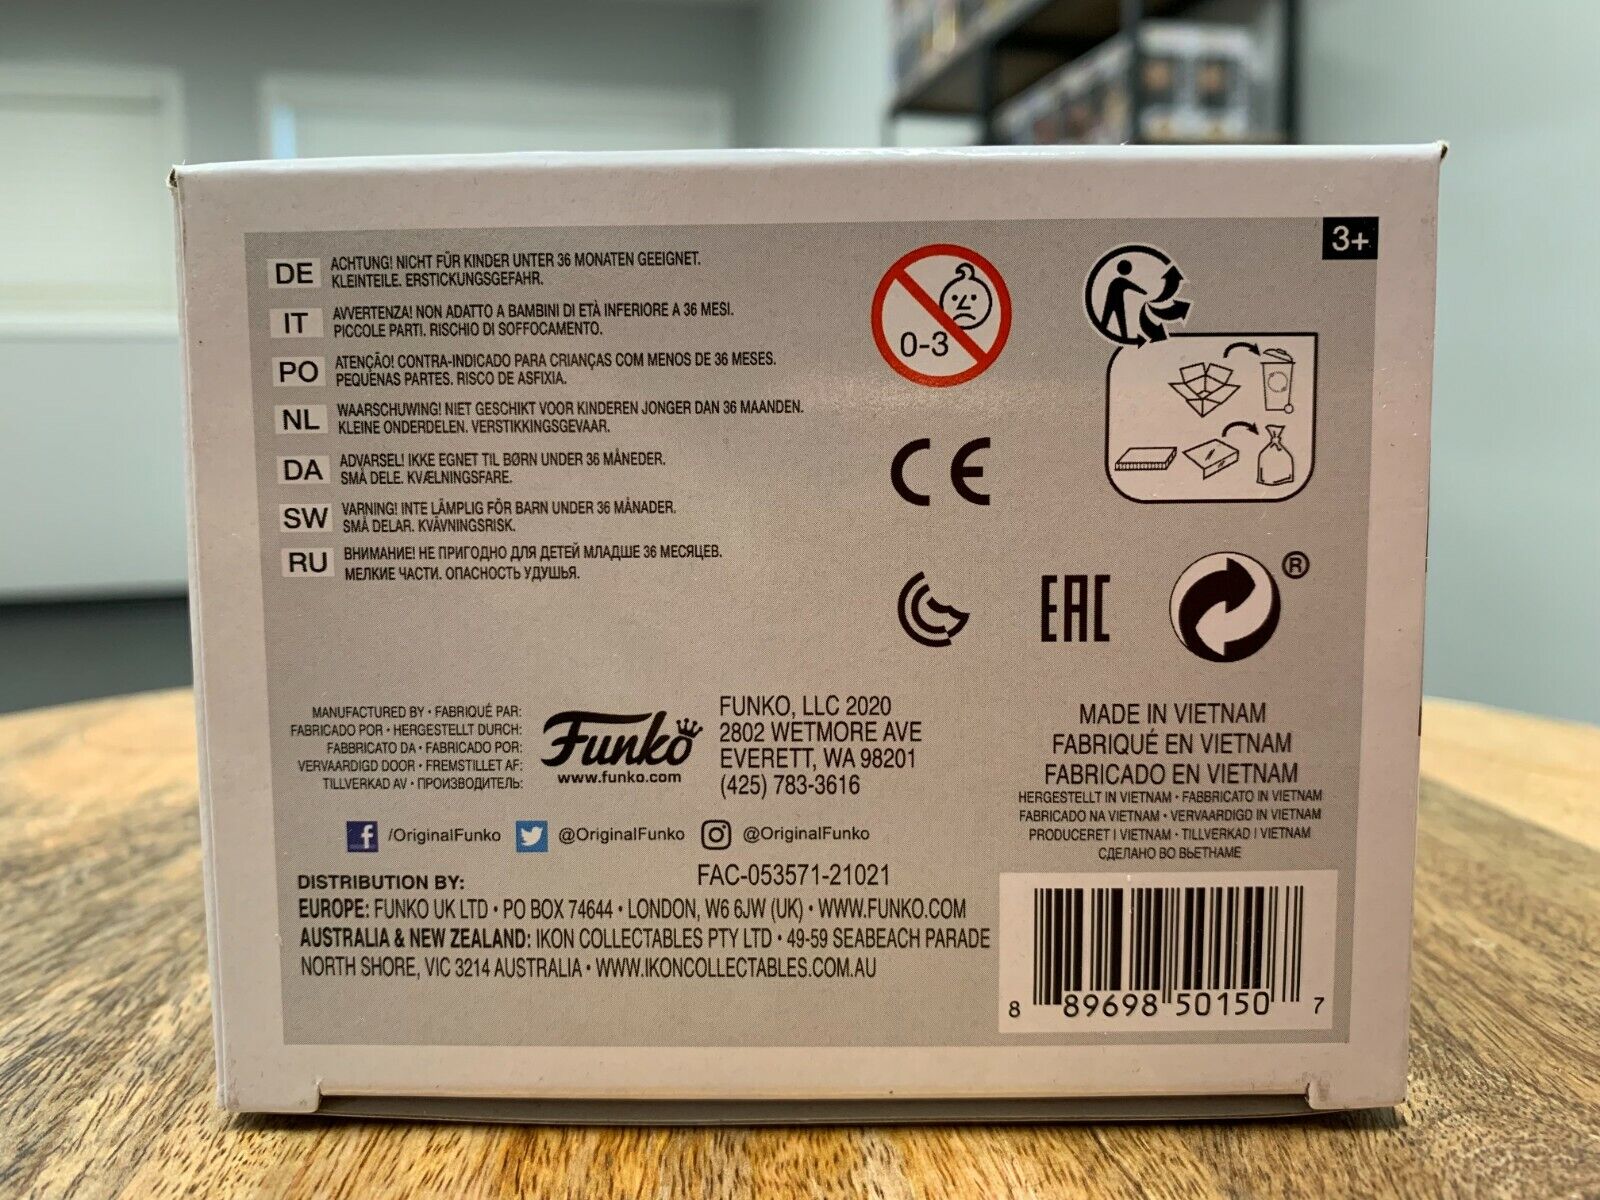 3+
DE ACHTUNG! NICHT FÜR KINDER UNTER 36 MONATEN GEEIGNET.
KLEINTEILE. ERSTICKUNGSGEFAHR.
IT AVVERTENZA! NON ADATTO A BAMBINI DI ETÀ INFERIORE A 36 MESI.
PICCOLE PARTI. RISCHIO DI SOFFOCAMENTO.
PO ATENÇÃO! CONTRA-INDICADO PARA CRIANÇAS COM MENOS DE 36 MESES.
PEQUENAS PARTES. RISCO DE ASFIXIA.
NL WAARSCHUWING! NIET GESCHIKT VOOR KINDEREN JONGER DAN 36 MAANDEN.
KLEINE ONDERDELEN. VERSTIKKINGSGEVAAR.
DA ADVARSEL! IKKE EGNET TIL BØRN UNDER 36 MÅNEDER.
SMÅ DELE. KVÆLNINGSFARE.
SW VARNING! INTE LÄMPLIG FÖR BARN UNDER 36 MÅNADER.
SMÅ DELAR. KVÄVNINGSRISK.
RU ВНИМАНИЕ! НЕ ПРИГОДНО ДЛЯ ДЕТЕЙ МЛАДШЕ 36 МЕСЯЦЕВ.
МЕЛКИЕ ЧАСТИ. ОПАСНОСТЬ УДУШЬЯ.
0-3
CE
EAC
®
MANUFACTURED BY • FABRIQUÉ PAR:
FABRICADO POR • HERGESTELLT DURCH:
FABBRICATO DA • FABRICADO POR:
VERVAARDIGD DOOR • FREMSTILLET AF:
TILLVERKAD AV • ПРОИЗВОДИТЕЛЬ:
Funko
www.funko.com
FUNKO, LLC 2020
2802 WETMORE AVE
EVERETT, WA 98201
(425) 783-3616
MADE IN VIETNAM
FABRIQUÉ EN VIETNAM
FABRICADO EN VIETNAM
HERGESTELLT IN VIETNAM • FABBRICATO IN VIETNAM
FABRICADO NA VIETNAM • VERVAARDIGD IN VIETNAM
PRODUCERET I VIETNAM • TILLVERKAD I VIETNAM
СДЕЛАНО ВО ВЬЕТНАМЕ
f /OriginalFunko @OriginalFunko @OriginalFunko
FAC-053571-21021
DISTRIBUTION BY:
EUROPE: FUNKO UK LTD • PO BOX 74644 • LONDON, W6 6JW (UK) • WWW.FUNKO.COM
AUSTRALIA & NEW ZEALAND: IKON COLLECTABLES PTY LTD • 49-59 SEABEACH PARADE
NORTH SHORE, VIC 3214 AUSTRALIA • WWW.IKONCOLLECTABLES.COM.AU
8 89698 50150 7